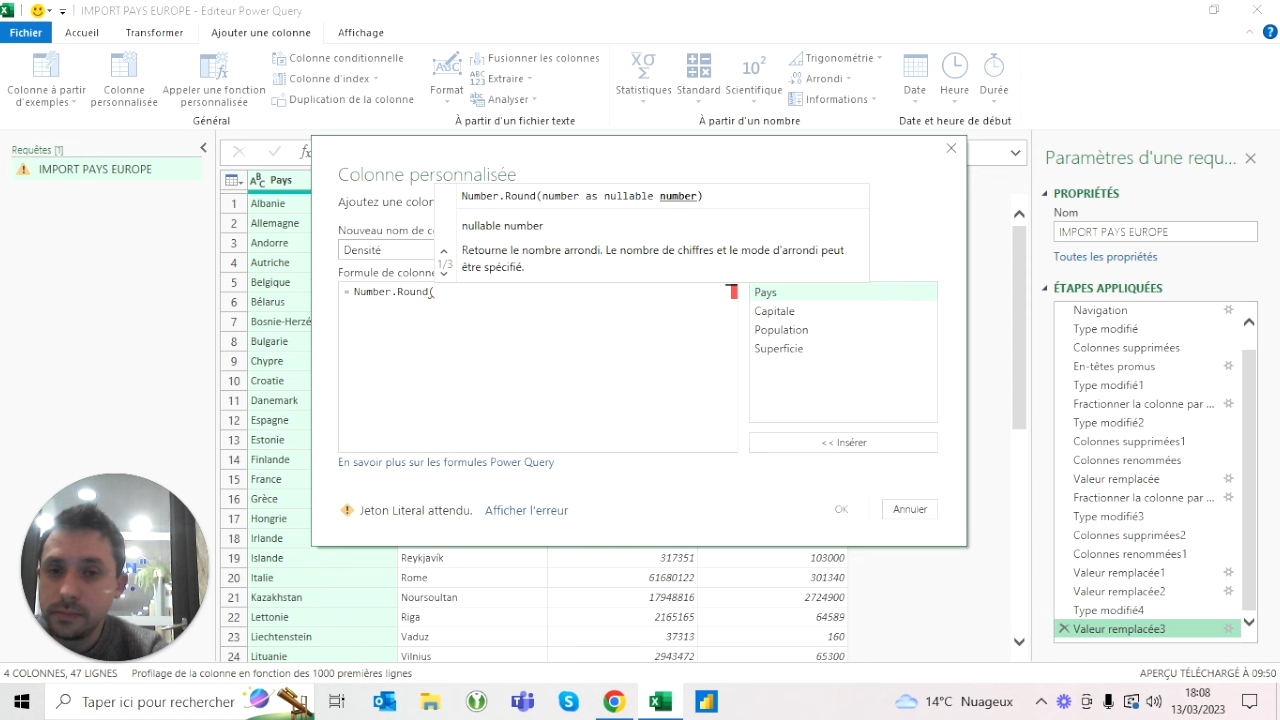 IMPORT PAYS EUROPE - Éditeur Power Query
Fichier
Accueil
Transformer
Ajouter une colonne
Affichage
Colonne à partir d'exemples
Colonne personnalisée
Appeler une fonction personnalisée
Colonne conditionnelle
Colonne d'index
Duplication de la colonne
Général
Format
Fusionner les colonnes
Extraire
Analyser
À partir d'un fichier texte
Statistiques
Standard
Scientifique
Trigonométrie
Arrondi
Informations
À partir d'un nombre
Date
Heure
Durée
Date et heure de début
Requêtes [1]
IMPORT PAYS EUROPE
Pays
1 Albanie
2 Allemagne
3 Andorre
4 Autriche
5 Belgique
6 Bélarus
7 Bosnie-Herzé
8 Bulgarie
9 Chypre
10 Croatie
11 Danemark
12 Espagne
13 Estonie
14 Finlande
15 France
16 Grèce
17 Hongrie
18 Irlande
19 Islande Reykjavík 317351 103000
20 Italie Rome 61680122 301340
21 Kazakhstan Noursoultan 17948816 2724900
22 Lettonie Riga 2165165 64589
23 Liechtenstein Vaduz 37313 160
24 Lituanie Vilnius 2943472 65300
Colonne personnalisée
Ajoutez une color
Nouveau nom de c
Densité
Formule de colonne
= Number.Round(
Number.Round(number as nullable number)
nullable number
1/3
Retourne le nombre arrondi. Le nombre de chiffres et le mode d'arrondi peut
être spécifié.
Pays
Capitale
Population
Superficie
<< Insérer
En savoir plus sur les formules Power Query
Jeton Literal attendu.
Afficher l'erreur
OK
Annuler
Paramètres d'une requ...
PROPRIÉTÉS
Nom
IMPORT PAYS EUROPE
Toutes les propriétés
ÉTAPES APPLIQUÉES
Navigation
Type modifié
Colonnes supprimées
En-têtes promus
Type modifié1
Fractionner la colonne par ...
Type modifié2
Colonnes supprimées1
Colonnes renommées
Valeur remplacée
Fractionner la colonne par ...
Type modifié3
Colonnes supprimées2
Colonnes renommées1
Valeur remplacée1
Valeur remplacée2
Type modifié4
Valeur remplacée3
4 COLONNES, 47 LIGNES
Profilage de la colonne en fonction des 1000 premières lignes
APERÇU TÉLÉCHARGÉ À 09:50
Taper ici pour rechercher
14°C Nuageux
18:08
13/03/2023